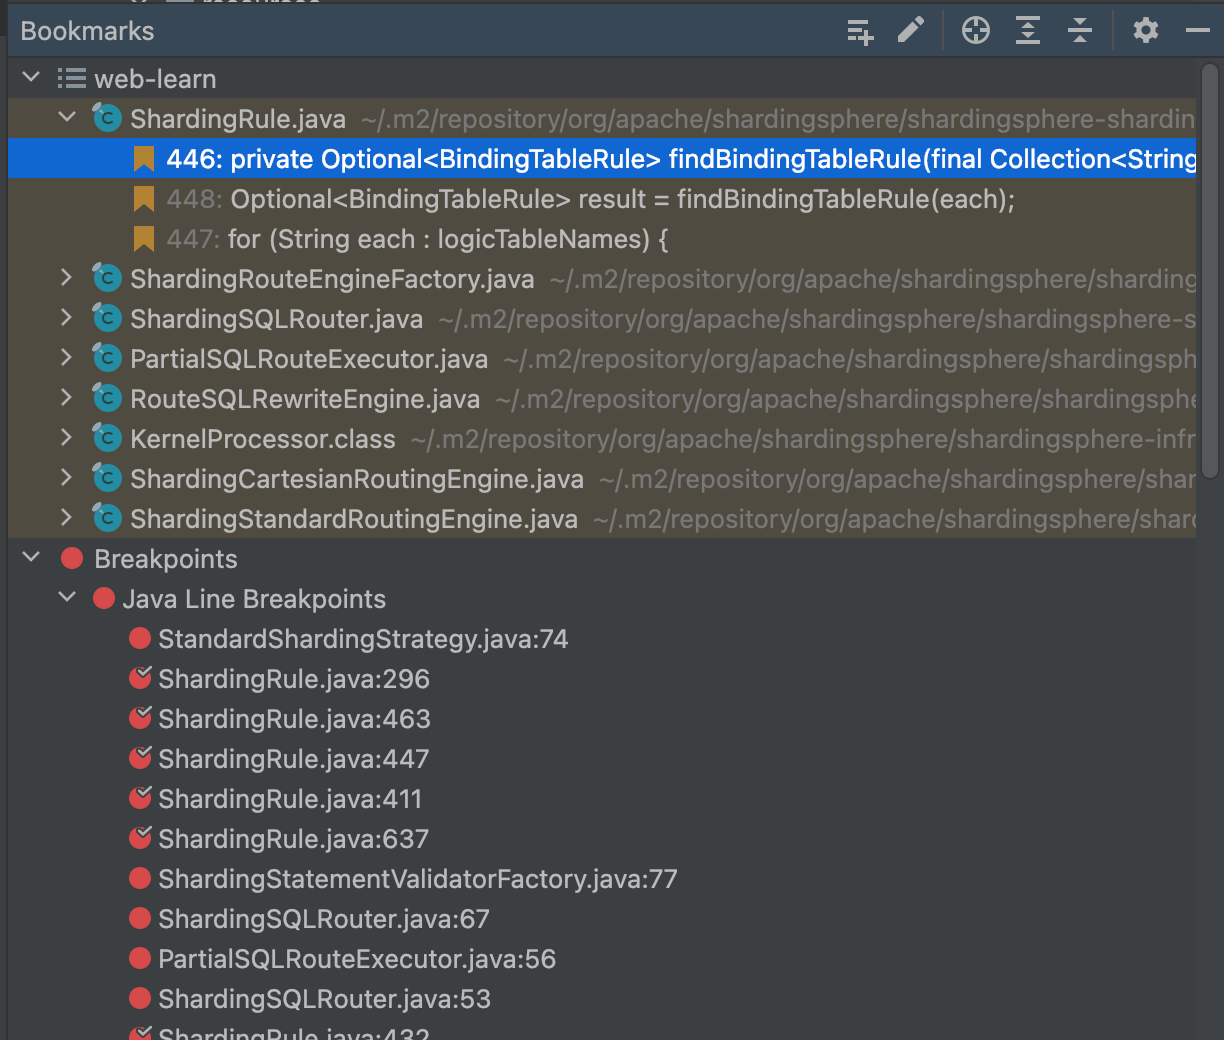 resources
Bookmarks
web-learn
ShardingRule.java ~/.m2/repository/org/apache/shardingsphere/shardingsphere-shardin
446: private Optional<BindingTableRule> findBindingTableRule(final Collection<String
448: Optional<BindingTableRule> result = findBindingTableRule(each);
447: for (String each : logicTableNames) {
ShardingRouteEngineFactory.java ~/.m2/repository/org/apache/shardingsphere/sharding
ShardingSQLRouter.java ~/.m2/repository/org/apache/shardingsphere/shardingsphere-s
PartialSQLRouteExecutor.java ~/.m2/repository/org/apache/shardingsphere/shardingsph
RouteSQLRewriteEngine.java ~/.m2/repository/org/apache/shardingsphere/shardingsphe
KernelProcessor.class ~/.m2/repository/org/apache/shardingsphere/shardingsphere-infr
ShardingCartesianRoutingEngine.java ~/.m2/repository/org/apache/shardingsphere/shar
ShardingStandardRoutingEngine.java ~/.m2/repository/org/apache/shardingsphere/shard
Breakpoints
Java Line Breakpoints
StandardShardingStrategy.java:74
ShardingRule.java:296
ShardingRule.java:463
ShardingRule.java:447
ShardingRule.java:411
ShardingRule.java:637
ShardingStatementValidatorFactory.java:77
ShardingSQLRouter.java:67
PartialSQLRouteExecutor.java:56
ShardingSQLRouter.java:53
ShardingRule.java:432